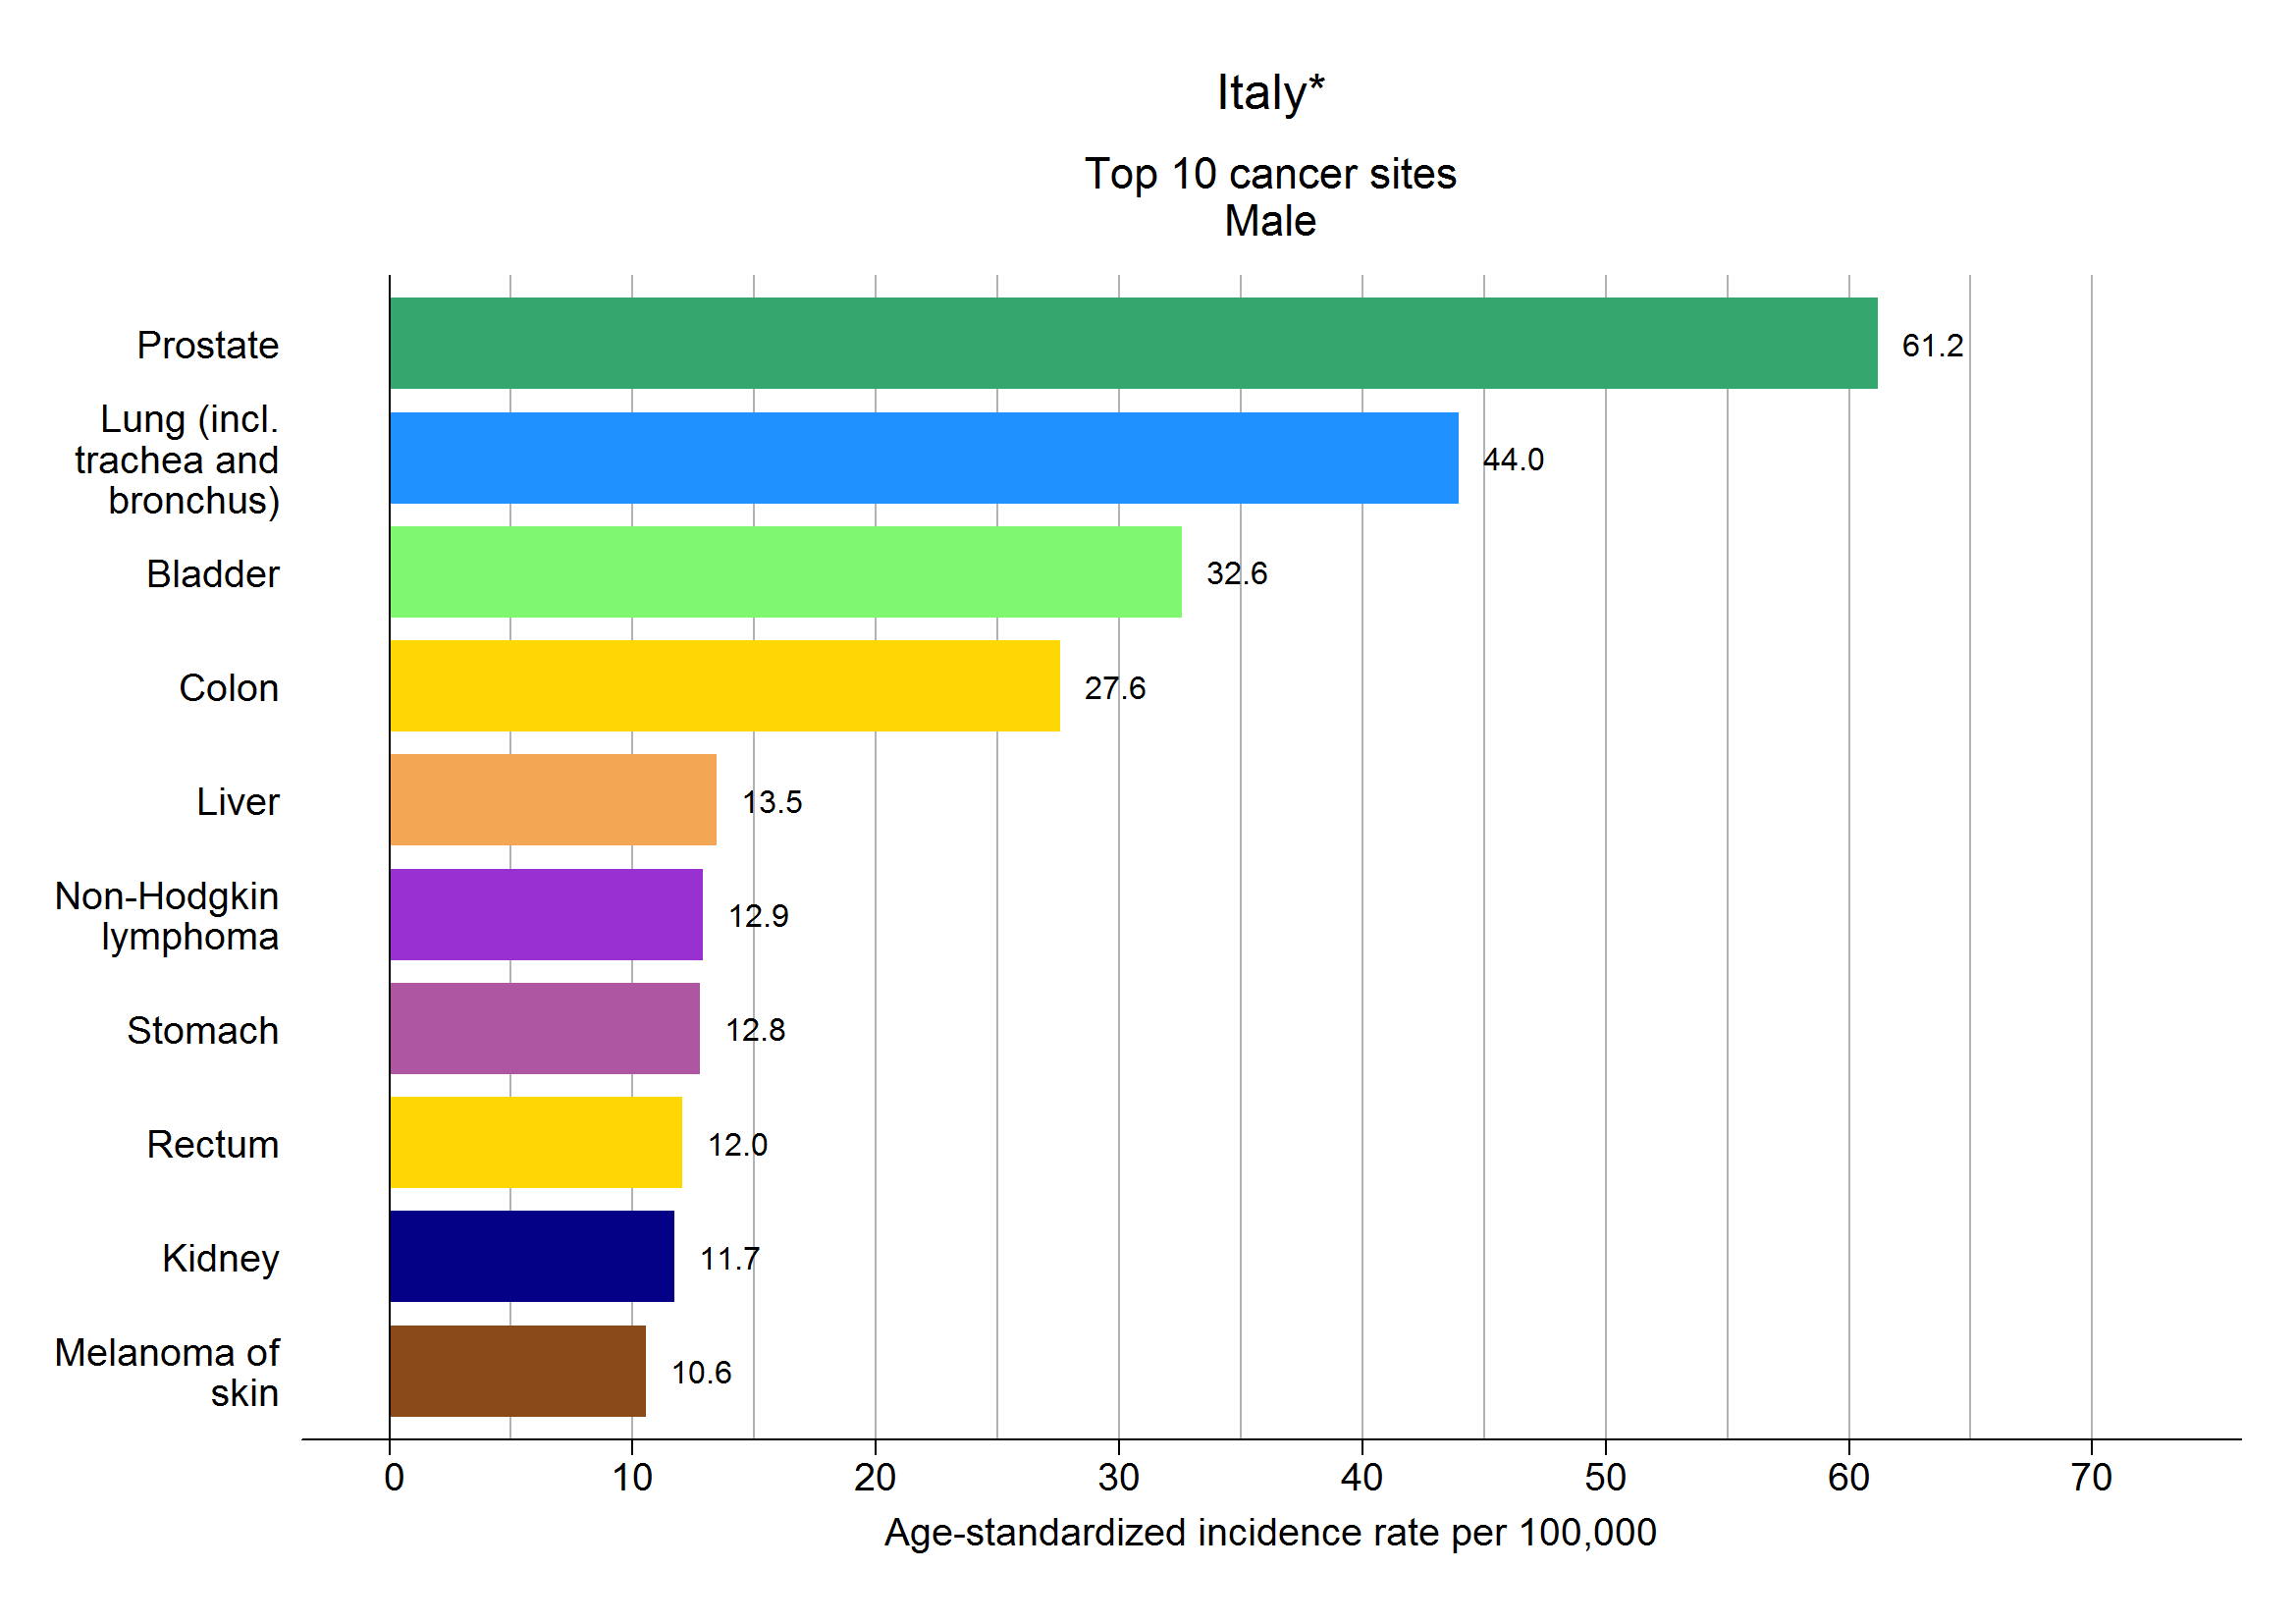 Italy*
Top 10 cancer sites
Male
Prostate
61.2
Lung (incl.
trachea and
bronchus)
44.0
Bladder
32.6
Colon
27.6
Liver
13.5
Non-Hodgkin
lymphoma
12.9
Stomach
12.8
Rectum
12.0
Kidney
11.7
Melanoma of
skin
10.6
0 10 20 30 40 50 60 70
Age-standardized incidence rate per 100,000